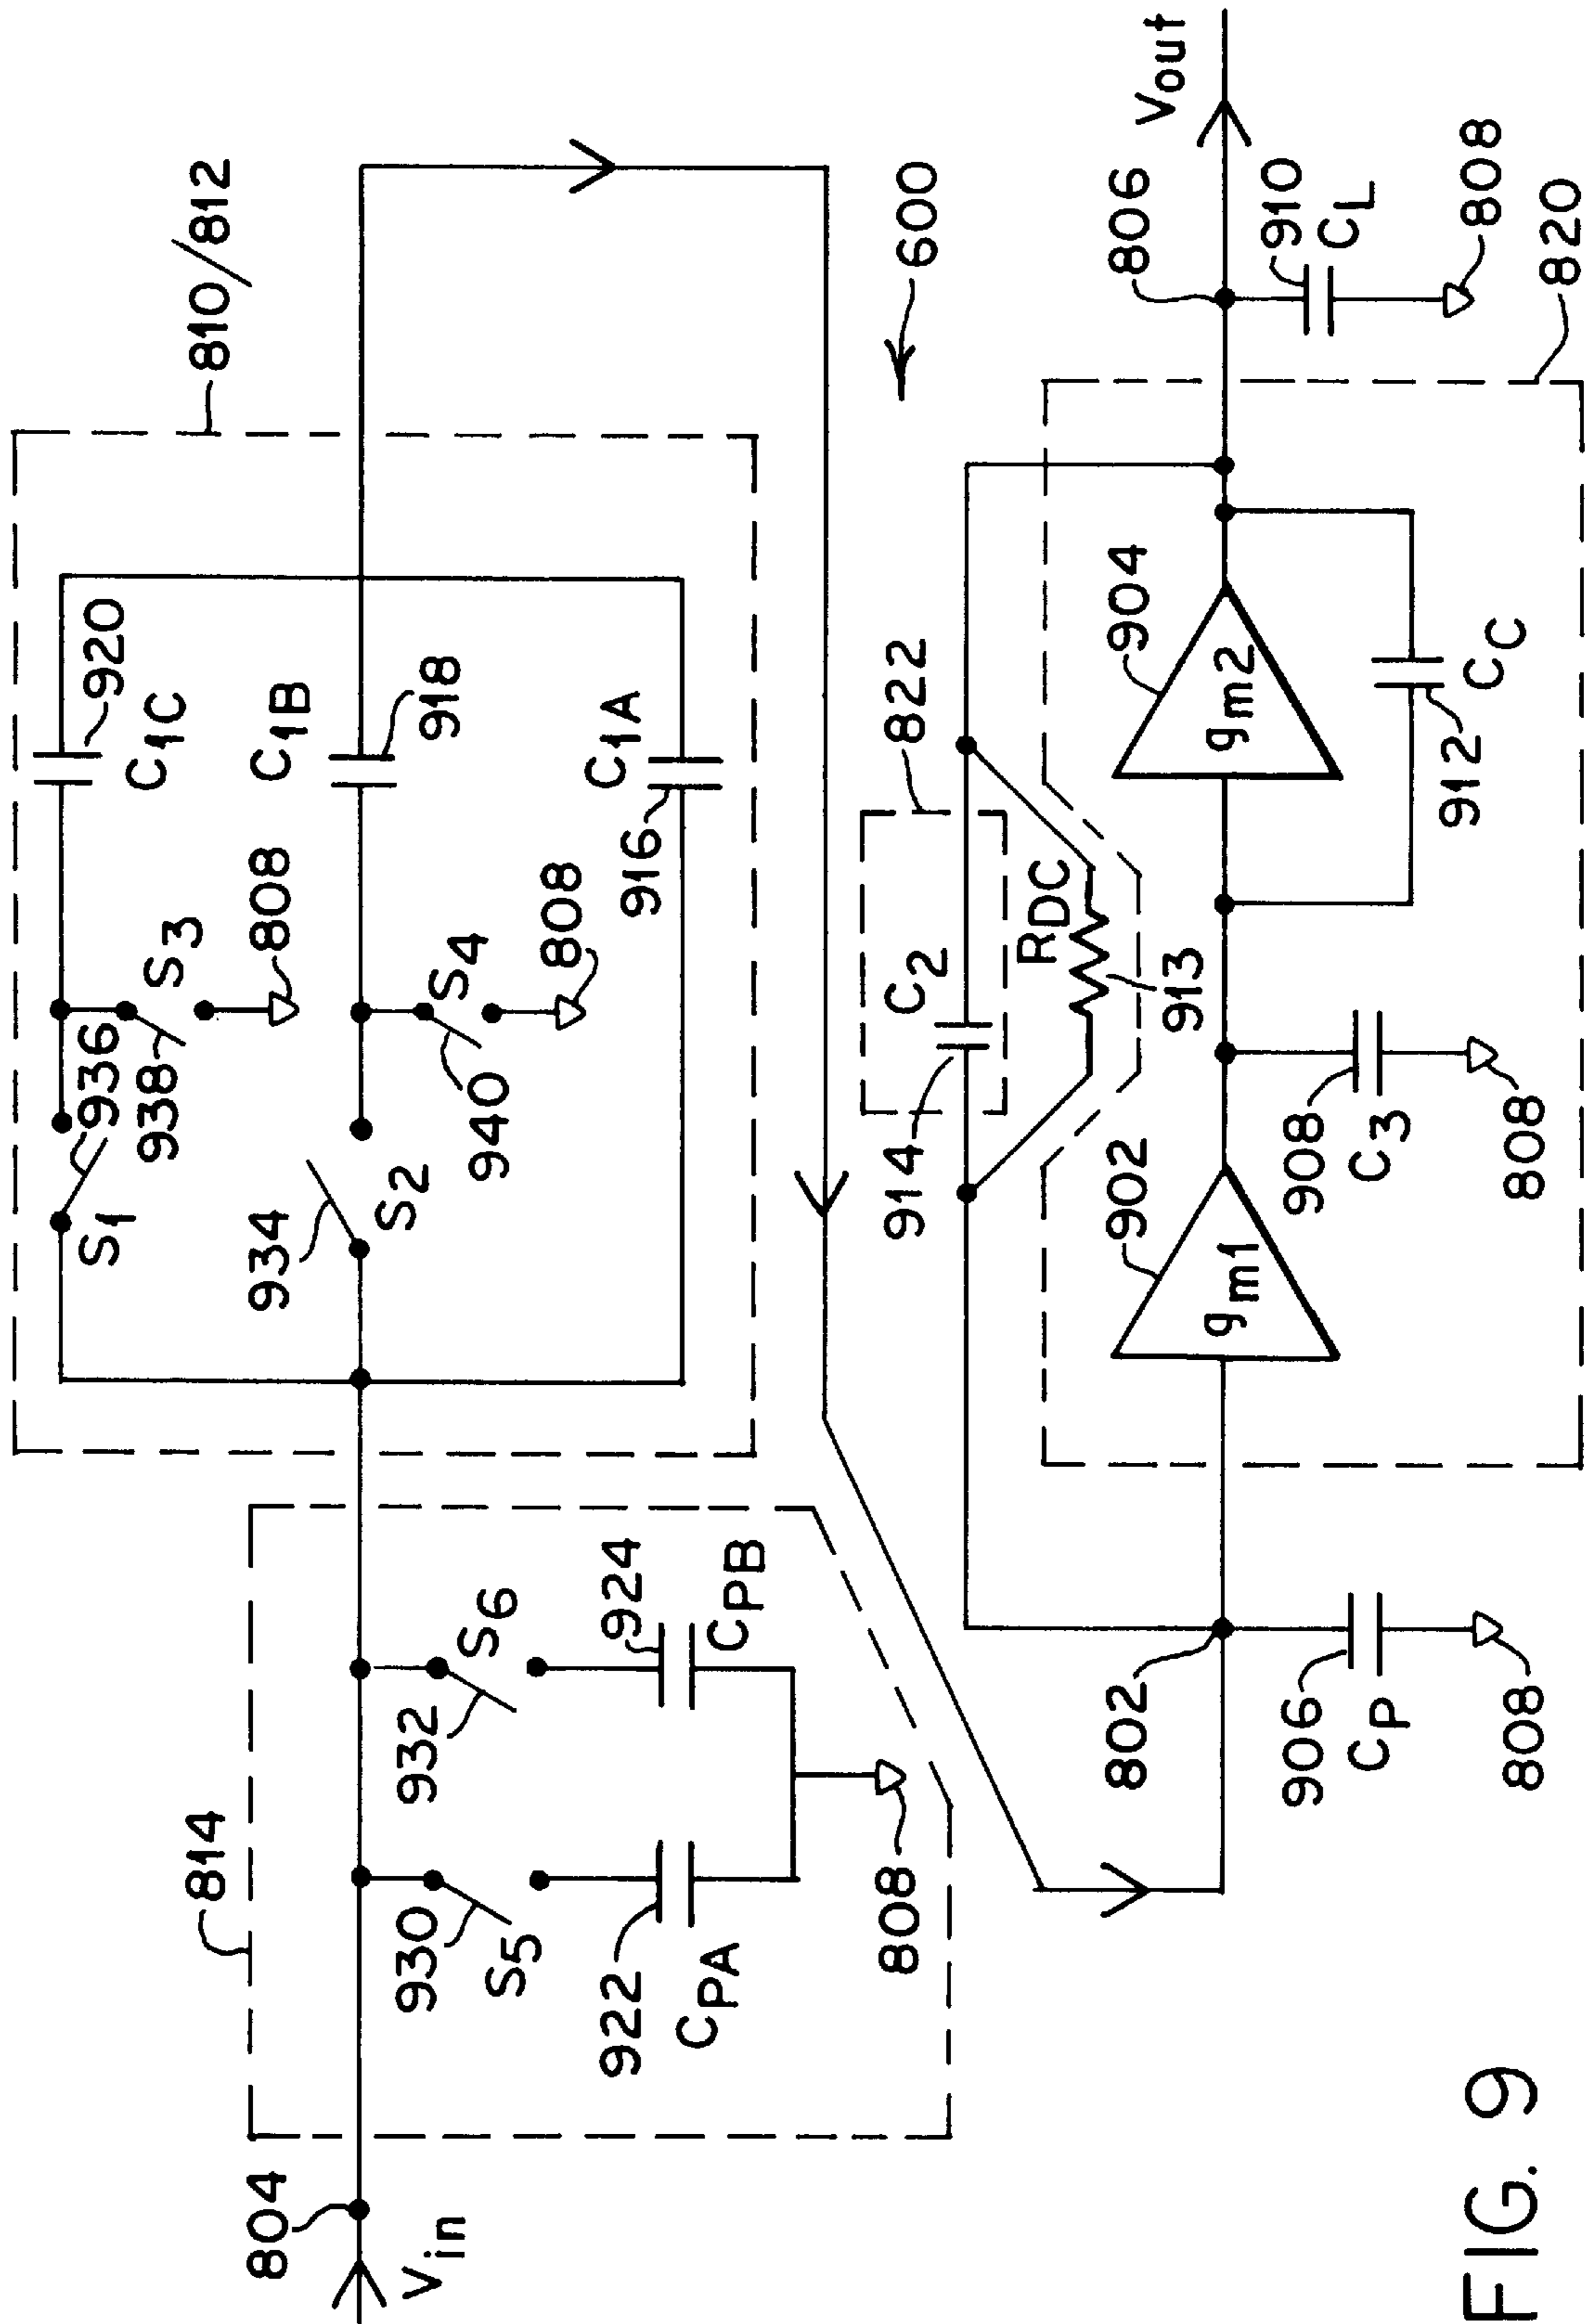 810/812
S1
936
S3
938
808
C1C
920
934
S2
S4
940
808
C1B
918
C1A
916
814
804
Vin
930
S5
932
S6
922
CPA
924
CPB
808
600
822
C2
914
RDC
913
802
906
CP
808
902
gm1
908
C3
808
904
gm2
912
CC
806
Vout
910
CL
808
820
FIG. 9